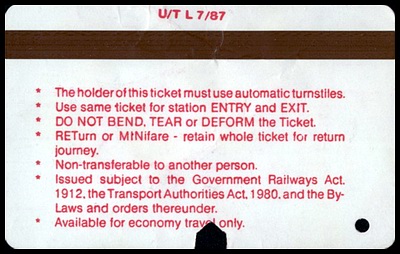 U/T L 7/87
* The holder of this ticket must use automatic turnstiles.
* Use same ticket for station ENTRY and EXIT.
* DO NOT BEND, TEAR or DEFORM the Ticket.
* RETurn or MINifare - retain whole ticket for return
journey.
* Non-transferable to another person.
* Issued subject to the Government Railways Act.
1912, the Transport Authorities Act, 1980, and the By-
Laws and orders thereunder.
* Available for economy travel only.